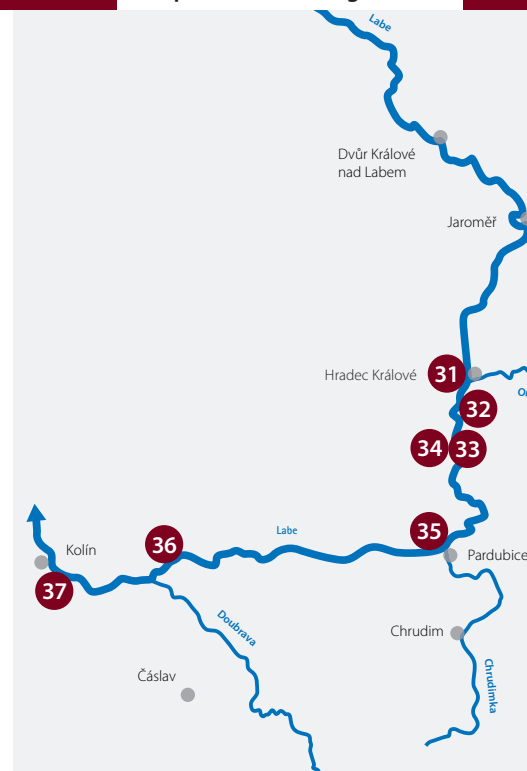 Labe
Dvůr Králové
nad Labem
Jaroměř
Hradec Králové
31
32
34
33
35
Pardubice
36
Labe
Kolín
37
Doubrava
Chrudim
Chrudimka
Čáslav